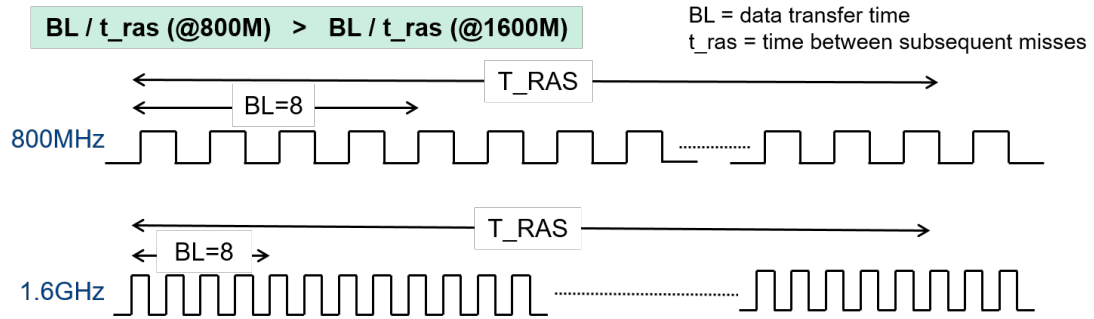 BL / t_ras (@800M) > BL / t_ras (@1600M)
BL = data transfer time
t_ras = time between subsequent misses
T_RAS
BL=8
800MHz
T_RAS
BL=8
1.6GHz